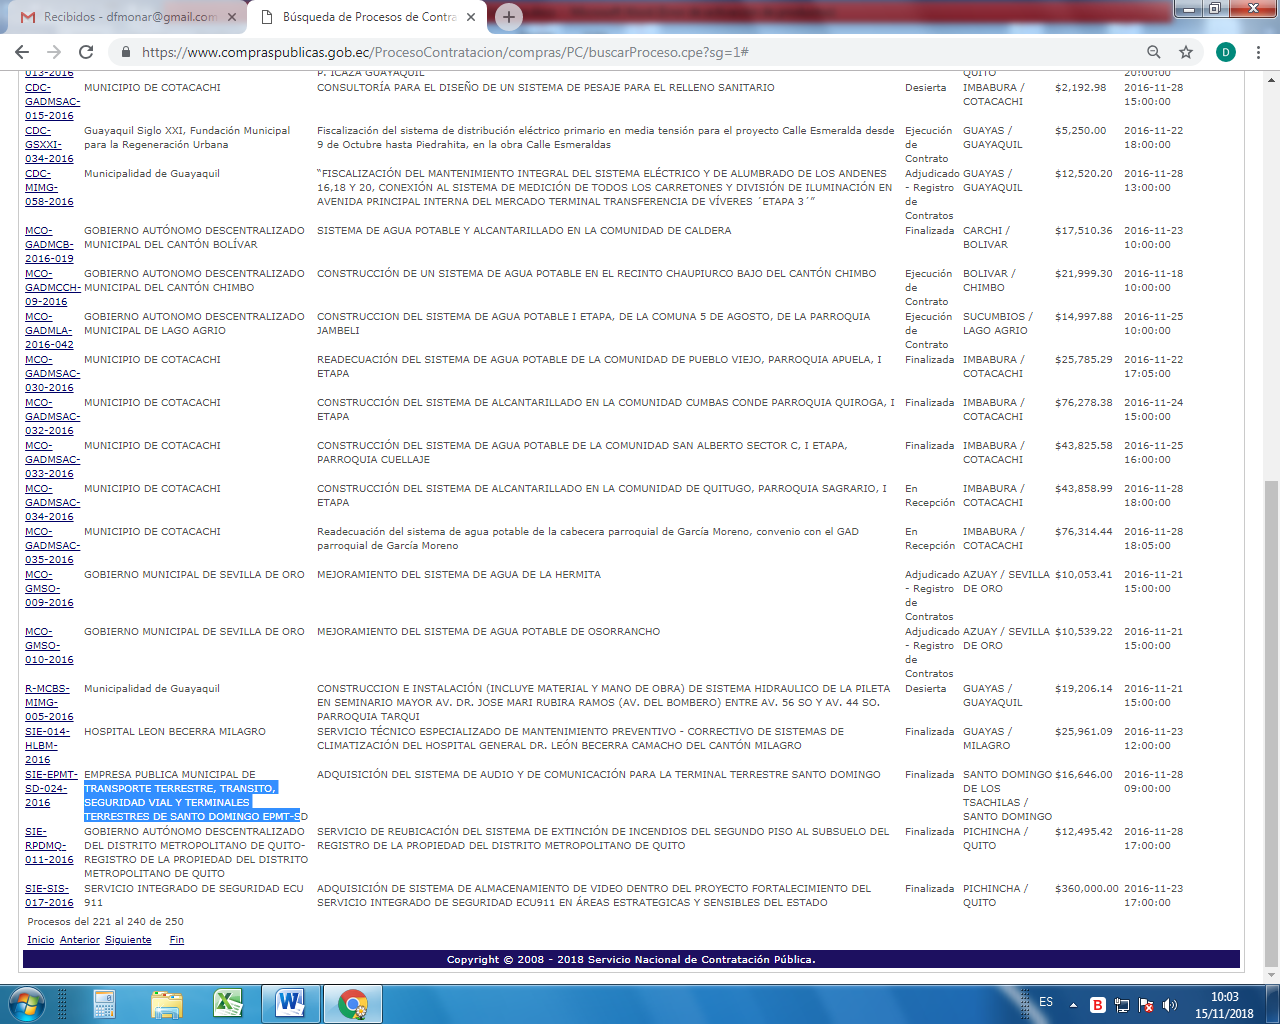 Recibidos - dfmonar@gmail.com
Búsqueda de Procesos de Contra
https://www.compraspublicas.gob.ec/ProcesoContratacion/compras/PC/buscarProceso.cpe?sg=1#
D
013-2016 P. ICAZA GUAYAQUIL QUITO 20:00:00
CDC- MUNICIPIO DE COTACACHI CONSULTORÍA PARA EL DISEÑO DE UN SISTEMA DE PESAJE PARA EL RELLENO SANITARIO Desierta IMBABURA / $2,192.98 2016-11-28
GADMSAC- COTACACHI 15:00:00
015-2016
CDC- Guayaquil Siglo XXI, Fundación Municipal Fiscalización del sistema de distribución eléctrico primario en media tensión para el proyecto Calle Esmeralda desde Ejecución GUAYAS / $5,250.00 2016-11-22
GSXXI- para la Regeneración Urbana 9 de Octubre hasta Piedrahita, en la obra Calle Esmeraldas de GUAYAQUIL 18:00:00
034-2016 Contrato
CDC- Municipalidad de Guayaquil “FISCALIZACIÓN DEL MANTENIMIENTO INTEGRAL DEL SISTEMA ELÉCTRICO Y DE ALUMBRADO DE LOS ANDENES Adjudicado GUAYAS / $12,520.20 2016-11-28
MIMG- 16,18 Y 20, CONEXIÓN AL SISTEMA DE MEDICIÓN DE TODOS LOS CARRETONES Y DIVISIÓN DE ILUMINACIÓN EN - Registro GUAYAQUIL 13:00:00
058-2016 AVENIDA PRINCIPAL INTERNA DEL MERCADO TERMINAL TRANSFERENCIA DE VÍVERES ´ETAPA 3´” de
Contratos
MCO- GOBIERNO AUTÓNOMO DESCENTRALIZADO SISTEMA DE AGUA POTABLE Y ALCANTARILLADO EN LA COMUNIDAD DE CALDERA Finalizada CARCHI / $17,510.36 2016-11-23
GADMCB- MUNICIPAL DEL CANTÓN BOLÍVAR BOLIVAR 10:00:00
2016-019
MCO- GOBIERNO AUTONOMO DESCENTRALIZADO CONSTRUCCIÓN DE UN SISTEMA DE AGUA POTABLE EN EL RECINTO CHAUPIURCO BAJO DEL CANTÓN CHIMBO Ejecución BOLIVAR / $21,999.30 2016-11-18
GADMCCH- MUNICIPAL DEL CANTÓN CHIMBO de CHIMBO 10:00:00
09-2016 Contrato
MCO- GOBIERNO AUTONOMO DESCENTRALIZADO CONSTRUCCION DEL SISTEMA DE AGUA POTABLE I ETAPA, DE LA COMUNA 5 DE AGOSTO, DE LA PARROQUIA Ejecución SUCUMBIOS / $14,997.88 2016-11-25
GADMLA- MUNICIPAL DE LAGO AGRIO JAMBELI de LAGO AGRIO 10:00:00
2016-042 Contrato
MCO- MUNICIPIO DE COTACACHI READECUACIÓN DEL SISTEMA DE AGUA POTABLE DE LA COMUNIDAD DE PUEBLO VIEJO, PARROQUIA APUELA, I Finalizada IMBABURA / $25,785.29 2016-11-22
GADMSAC- ETAPA COTACACHI 17:05:00
030-2016
MCO- MUNICIPIO DE COTACACHI CONSTRUCCIÓN DEL SISTEMA DE ALCANTARILLADO EN LA COMUNIDAD CUMBAS CONDE PARROQUIA QUIROGA, I Finalizada IMBABURA / $76,278.38 2016-11-24
GADMSAC- ETAPA COTACACHI 15:00:00
032-2016
MCO- MUNICIPIO DE COTACACHI CONSTRUCCIÓN DEL SISTEMA DE AGUA POTABLE DE LA COMUNIDAD SAN ALBERTO SECTOR C, I ETAPA, Finalizada IMBABURA / $43,825.58 2016-11-25
GADMSAC- PARROQUIA CUELLAJE COTACACHI 16:00:00
033-2016
MCO- MUNICIPIO DE COTACACHI CONSTRUCCIÓN DEL SISTEMA DE ALCANTARILLADO EN LA COMUNIDAD DE QUITUGO, PARROQUIA SAGRARIO, I En IMBABURA / $43,858.99 2016-11-28
GADMSAC- ETAPA Recepción COTACACHI 18:00:00
034-2016
MCO- MUNICIPIO DE COTACACHI Readecuación del sistema de agua potable de la cabecera parroquial de García Moreno, convenio con el GAD En IMBABURA / $76,314.44 2016-11-28
GADMSAC- parroquial de García Moreno Recepción COTACACHI 18:05:00
035-2016
MCO- GOBIERNO MUNICIPAL DE SEVILLA DE ORO MEJORAMIENTO DEL SISTEMA DE AGUA DE LA HERMITA Adjudicado AZUAY / SEVILLA $10,053.41 2016-11-21
GMSO- - Registro DE ORO 15:00:00
009-2016 de
Contratos
MCO- GOBIERNO MUNICIPAL DE SEVILLA DE ORO MEJORAMIENTO DEL SISTEMA DE AGUA POTABLE DE OSORRANCHO Adjudicado AZUAY / SEVILLA $10,539.22 2016-11-21
GMSO- - Registro DE ORO 15:00:00
010-2016 de
Contratos
R-MCBS- Municipalidad de Guayaquil CONSTRUCCION E INSTALACIÓN (INCLUYE MATERIAL Y MANO DE OBRA) DE SISTEMA HIDRAULICO DE LA PILETA Desierta GUAYAS / $19,206.14 2016-11-21
MIMG- EN SEMINARIO MAYOR AV. DR. JOSE MARI RUBIRA RAMOS (AV. DEL BOMBERO) ENTRE AV. 56 SO Y AV. 44 SO. GUAYAQUIL 15:00:00
005-2016 PARROQUIA TARQUI
SIE-014- HOSPITAL LEON BECERRA MILAGRO SERVICIO TÉCNICO ESPECIALIZADO DE MANTENIMIENTO PREVENTIVO - CORRECTIVO DE SISTEMAS DE Finalizada GUAYAS / $25,961.09 2016-11-23
HLBM- CLIMATIZACIÓN DEL HOSPITAL GENERAL DR. LEÓN BECERRA CAMACHO DEL CANTÓN MILAGRO MILAGRO 12:00:00
2016
SIE-EPMT- EMPRESA PUBLICA MUNICIPAL DE ADQUISICIÓN DEL SISTEMA DE AUDIO Y DE COMUNICACIÓN PARA LA TERMINAL TERRESTRE SANTO DOMINGO Finalizada SANTO DOMINGO $16,646.00 2016-11-28
SD-024- TRANSPORTE TERRESTRE, TRANSITO, DE LOS 09:00:00
2016 SEGURIDAD VIAL Y TERMINALES TSACHILAS /
TERRESTRES DE SANTO DOMINGO EPMT-SD SANTO DOMINGO
SIE- GOBIERNO AUTÓNOMO DESCENTRALIZADO SERVICIO DE REUBICACIÓN DEL SISTEMA DE EXTINCIÓN DE INCENDIOS DEL SEGUNDO PISO AL SUBSUELO DEL Finalizada PICHINCHA / $12,495.42 2016-11-28
RPDMQ- DEL DISTRITO METROPOLITANO DE QUITO- REGISTRO DE LA PROPIEDAD DEL DISTRITO METROPOLITANO DE QUITO QUITO 17:00:00
011-2016 REGISTRO DE LA PROPIEDAD DEL DISTRITO
METROPOLITANO DE QUITO
SIE-SIS- SERVICIO INTEGRADO DE SEGURIDAD ECU ADQUISICIÓN DE SISTEMA DE ALMACENAMIENTO DE VIDEO DENTRO DEL PROYECTO FORTALECIMIENTO DEL Finalizada PICHINCHA / $360,000.00 2016-11-23
017-2016 911 SERVICIO INTEGRADO DE SEGURIDAD ECU911 EN ÁREAS ESTRATEGICAS Y SENSIBLES DEL ESTADO QUITO 17:00:00
Procesos del 221 al 240 de 250
Inicio Anterior Siguiente Fin
Copyright © 2008 - 2018 Servicio Nacional de Contratación Pública.
ES 10:03
15/11/2018